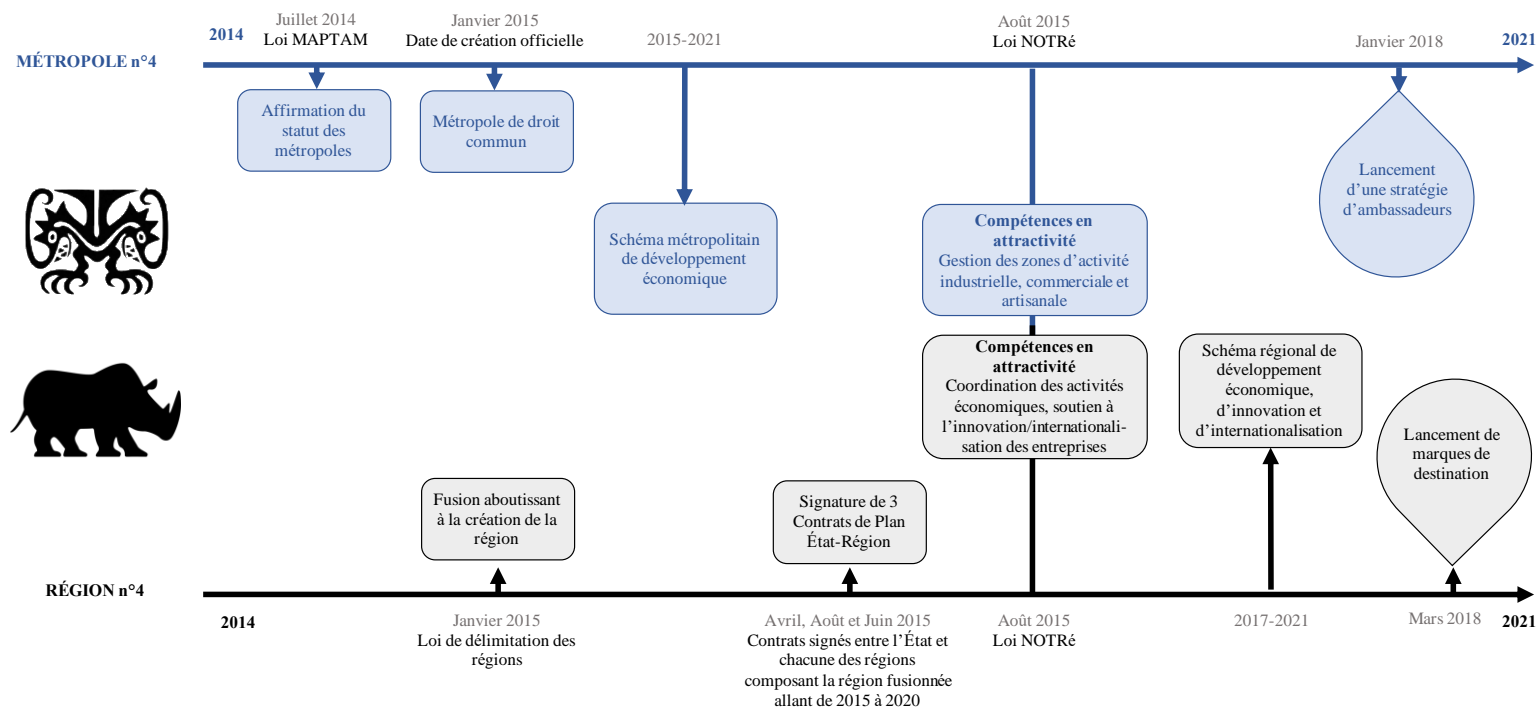 2014
Juillet 2014
Loi MAPTAM
Janvier 2015
Date de création officielle
2015-2021
Août 2015
Loi NOTRé
Janvier 2018
2021
MÉTROPOLE n°4
Affirmation du
statut des
métropoles
Métropole de droit
commun
Schéma métropolitain
de développement
économique
Compétences en
attractivité
Gestion des zones d’activité
industrielle, commerciale et
artisanale
Lancement
d’une stratégie
d’ambassadeurs
Compétences en
attractivité
Coordination des activités
économiques, soutien à
l’innovation/internationali-
sation des entreprises
Schéma régional de
développement
économique,
d’innovation et
d’internationalisation
Lancement de
marques de
destination
Fusion aboutissant
à la création de la
région
Signature de 3
Contrats de Plan
État-Région
RÉGION n°4
2014
Janvier 2015
Loi de délimitation des
régions
Avril, Août et Juin 2015
Contrats signés entre l’État et
chacune des régions
composant la région fusionnée
allant de 2015 à 2020
Août 2015
Loi NOTRé
2017-2021
Mars 2018
2021